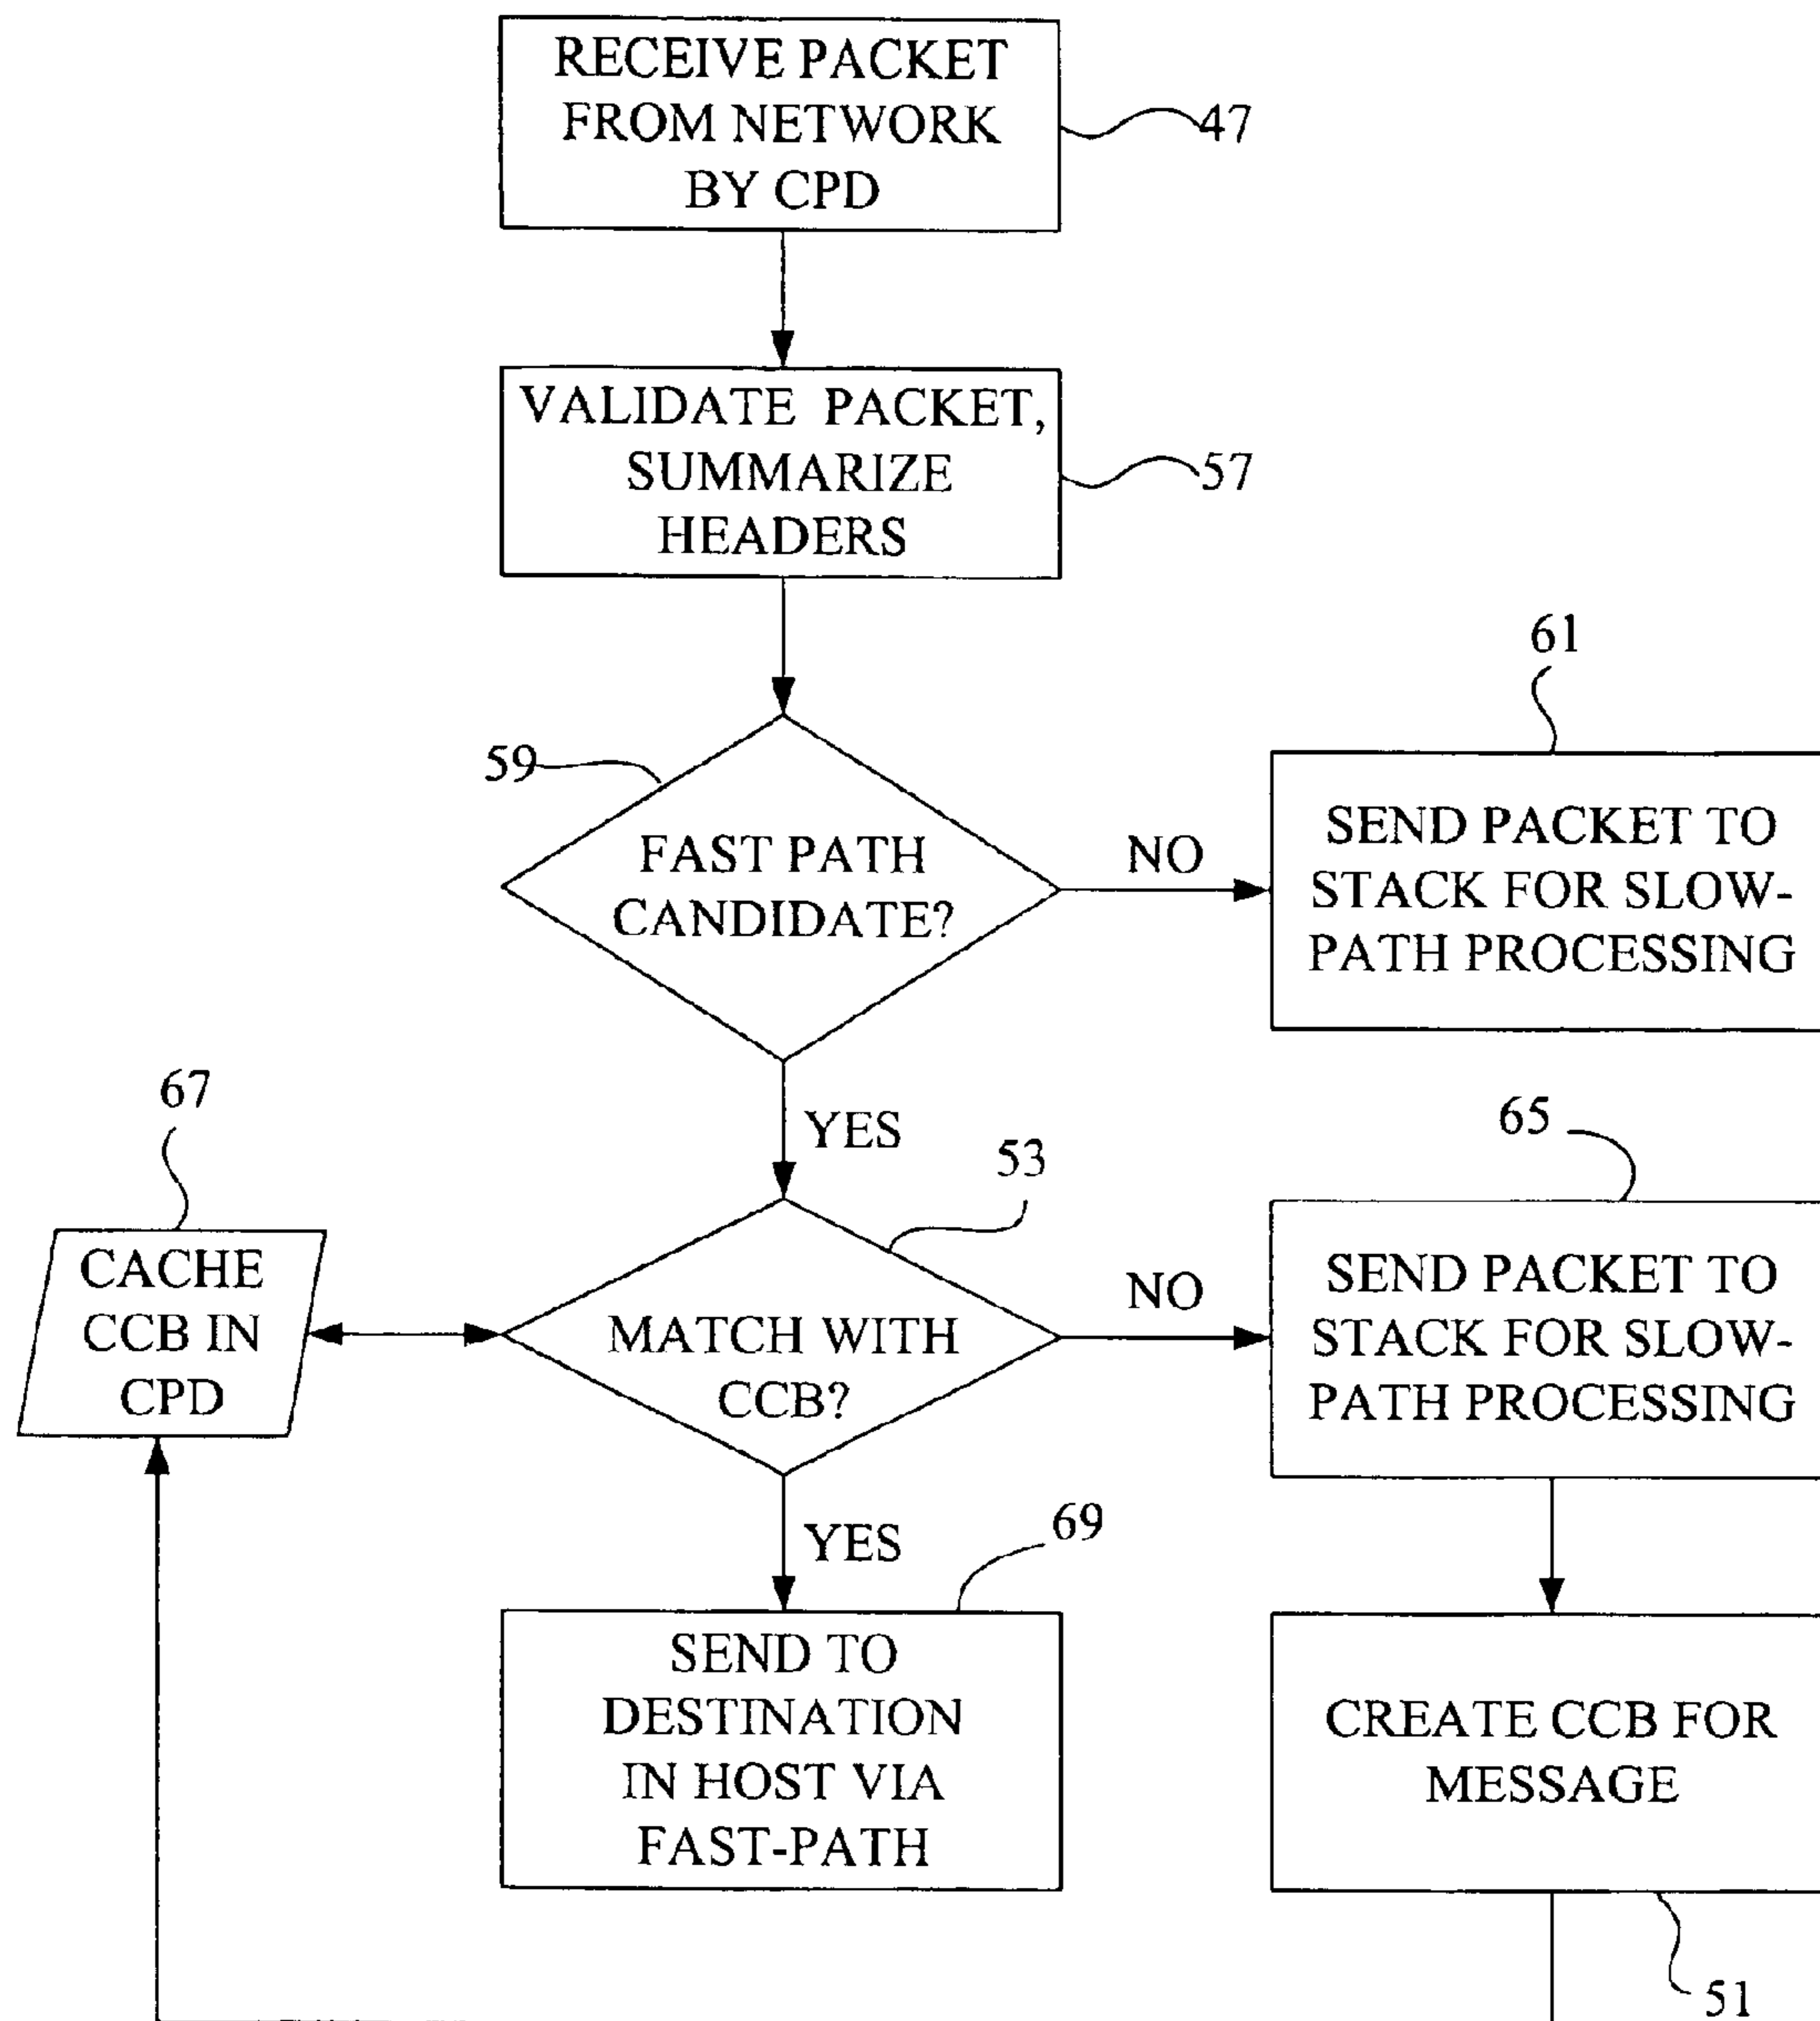 RECEIVE PACKET
FROM NETWORK
BY CPD
47
VALIDATE PACKET,
SUMMARIZE
HEADERS
57
59
FAST PATH
CANDIDATE?
NO
61
SEND PACKET TO
STACK FOR SLOW-
PATH PROCESSING
YES
67
CACHE
CCB IN
CPD
53
MATCH WITH
CCB?
NO
65
SEND PACKET TO
STACK FOR SLOW-
PATH PROCESSING
YES
69
SEND TO
DESTINATION
IN HOST VIA
FAST-PATH
CREATE CCB FOR
MESSAGE
51